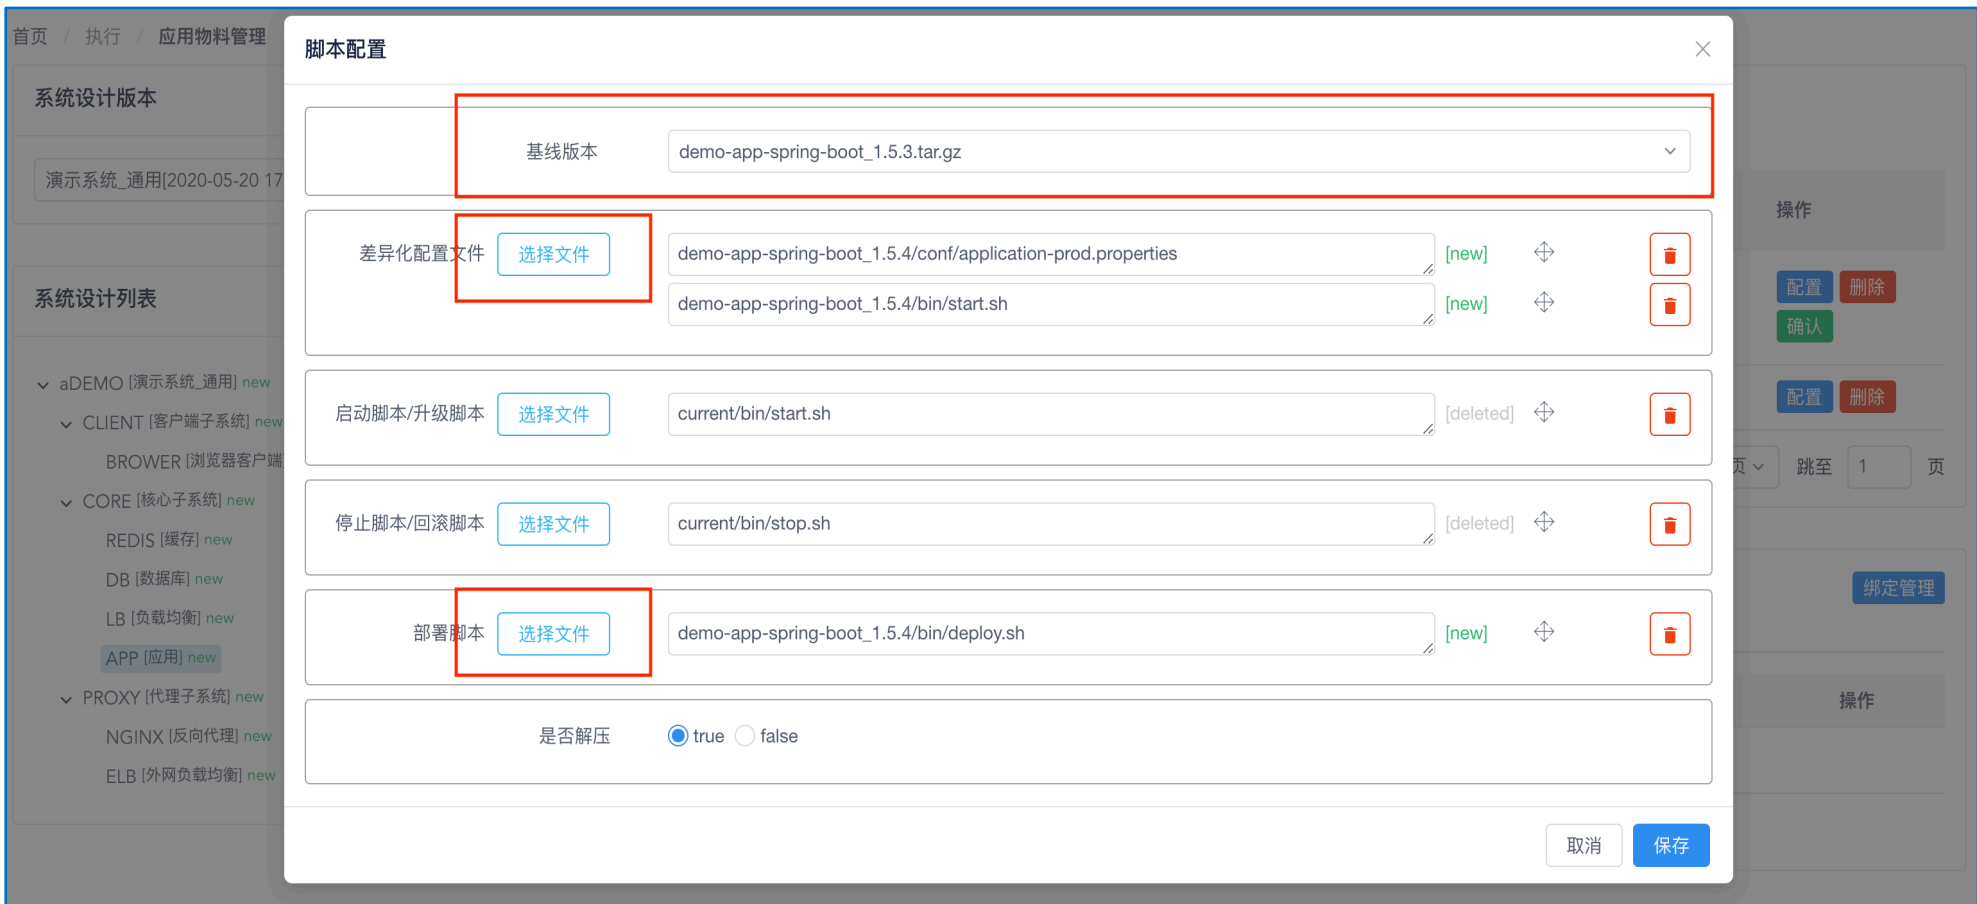 首页 / 执行 / 应用物料管理
系统设计版本
演示系统_通用[2020-05-20 17
系统设计列表
aDEMO [演示系统_通用] new
CLIENT [客户端子系统] new
BROWER [浏览器客户端]
CORE [核心子系统] new
REDIS [缓存] new
DB [数据库] new
LB [负载均衡] new
APP [应用] new
PROXY [代理子系统] new
NGINX [反向代理] new
ELB [外网负载均衡] new
脚本配置
基线版本 demo-app-spring-boot_1.5.3.tar.gz
差异化配置文件 选择文件 demo-app-spring-boot_1.5.4/conf/application-prod.properties [new]
demo-app-spring-boot_1.5.4/bin/start.sh [new]
启动脚本/升级脚本 选择文件 current/bin/start.sh [deleted]
停止脚本/回滚脚本 选择文件 current/bin/stop.sh [deleted]
部署脚本 选择文件 demo-app-spring-boot_1.5.4/bin/deploy.sh [new]
是否解压 true false
取消 保存
操作
配置 删除
确认
配置 删除
页 跳至 1 页
绑定管理
操作